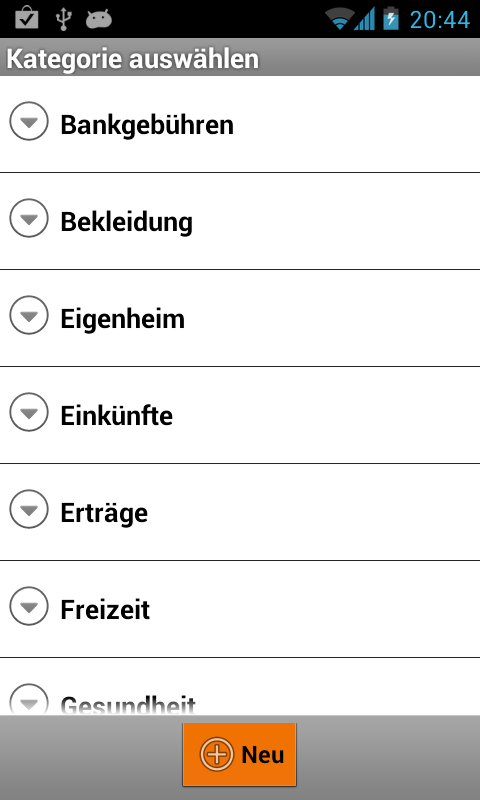 20:44
Kategorie auswählen
Bankgebühren
Bekleidung
Eigenheim
Einkünfte
Erträge
Freizeit
Gesundheit
Neu